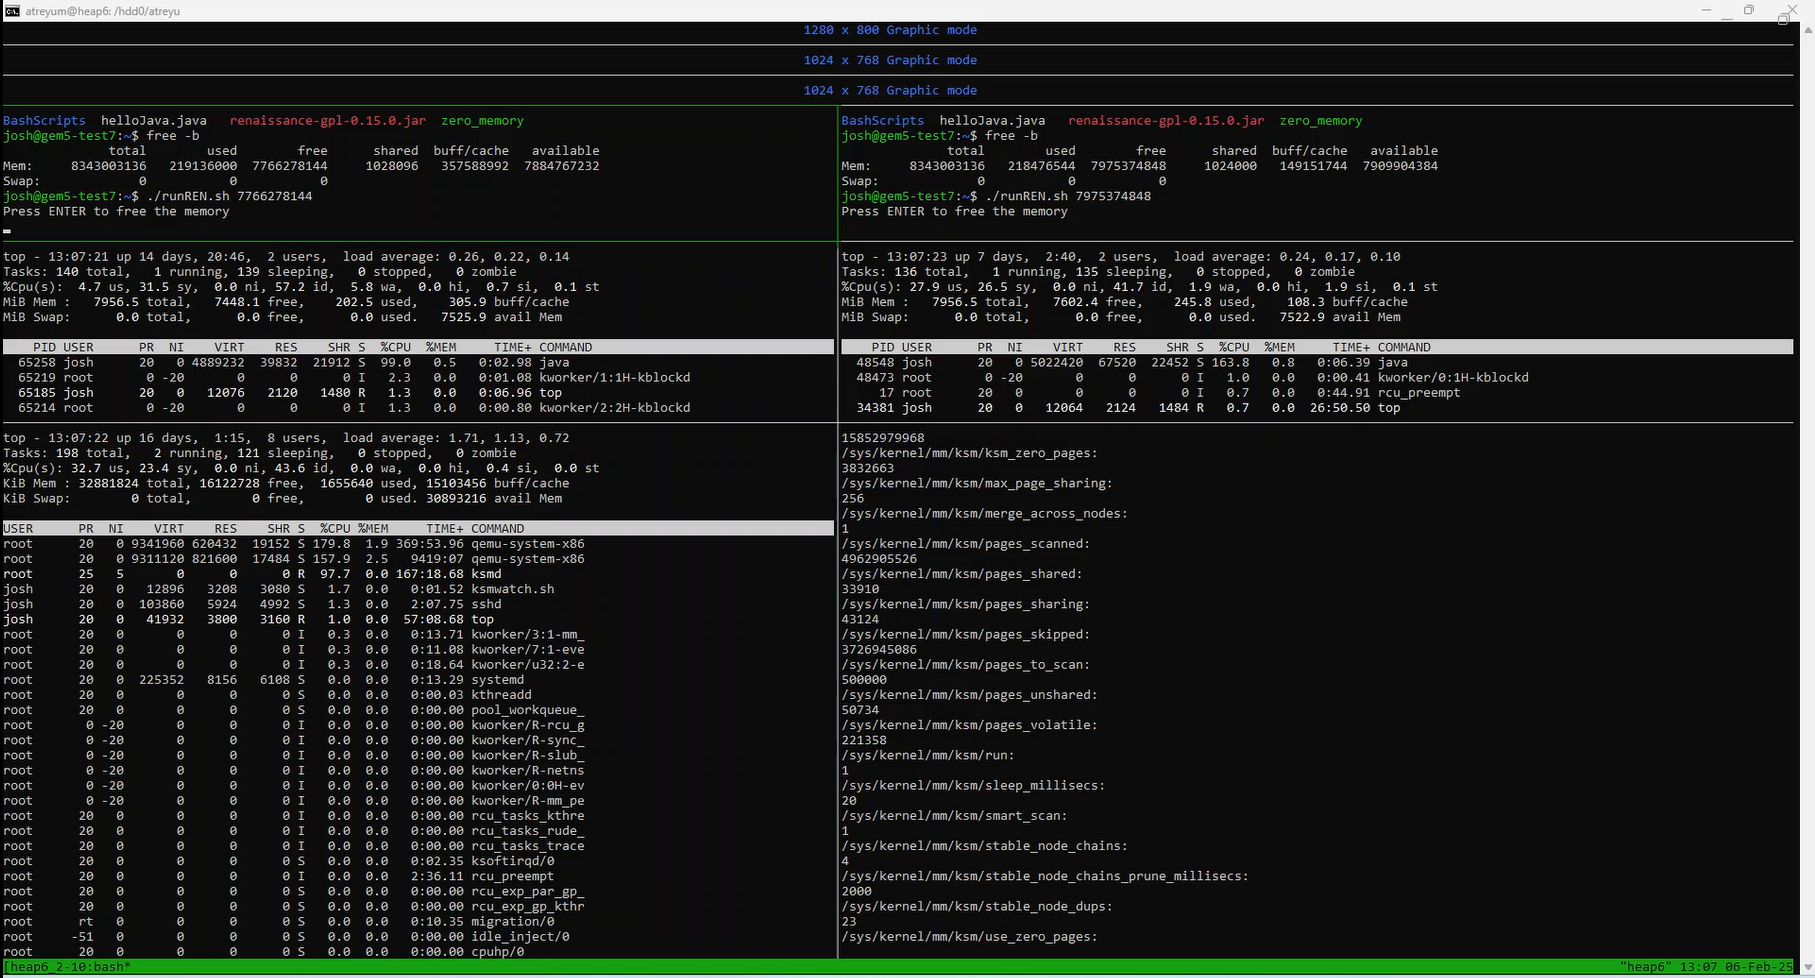 atreyum@heap6: /hdd0/atreyu
1280 x 800 Graphic mode
1024 x 768 Graphic mode
1024 x 768 Graphic mode
BashScripts  helloJava.java   renaissance-gpl-0.15.0.jar  zero_memory
josh@gem5-test7:~$ free -b
total        used        free      shared  buff/cache   available
Mem:     8343003136   219136000  7766278144     1028096   357588992  7884767232
Swap:             0           0           0
josh@gem5-test7:~$ ./runREN.sh 7766278144
Press ENTER to free the memory
BashScripts  helloJava.java   renaissance-gpl-0.15.0.jar  zero_memory
josh@gem5-test7:~$ free -b
total        used        free      shared  buff/cache   available
Mem:     8343003136   218476544  7975374848     1024000   149151744  7909904384
Swap:             0           0           0
josh@gem5-test7:~$ ./runREN.sh 7975374848
Press ENTER to free the memory
top - 13:07:21 up 14 days, 20:46,  2 users,  load average: 0.26, 0.22, 0.14
Tasks: 140 total,   1 running, 139 sleeping,   0 stopped,   0 zombie
%Cpu(s):  4.7 us, 31.5 sy,  0.0 ni, 57.2 id,  5.8 wa,  0.0 hi,  0.7 si,  0.1 st
MiB Mem :   7956.5 total,   7448.1 free,    202.5 used,    305.9 buff/cache
MiB Swap:      0.0 total,      0.0 free,      0.0 used.   7525.9 avail Mem
PID USER      PR  NI    VIRT    RES    SHR S  %CPU  %MEM     TIME+ COMMAND
65258 josh      20   0 4889232  39832  21912 S  99.0   0.5   0:02.98 java
65219 root       0 -20       0      0      0 I   2.3   0.0   0:01.08 kworker/1:1H-kblockd
65185 josh      20   0   12076   2120   1480 R   1.3   0.0   0:06.96 top
65214 root       0 -20       0      0      0 I   1.3   0.0   0:00.80 kworker/2:2H-kblockd
top - 13:07:23 up 7 days,  2:40,  2 users,  load average: 0.24, 0.17, 0.10
Tasks: 136 total,   1 running, 135 sleeping,   0 stopped,   0 zombie
%Cpu(s): 27.9 us, 26.5 sy,  0.0 ni, 41.7 id,  1.9 wa,  0.0 hi,  1.9 si,  0.1 st
MiB Mem :   7956.5 total,   7602.4 free,    245.8 used,    108.3 buff/cache
MiB Swap:      0.0 total,      0.0 free,      0.0 used.   7522.9 avail Mem
PID USER      PR  NI    VIRT    RES    SHR S  %CPU  %MEM     TIME+ COMMAND
48548 josh      20   0 5022420  67520  22452 S 163.8   0.8   0:06.39 java
48473 root       0 -20       0      0      0 I   1.0   0.0   0:00.41 kworker/0:1H-kblockd
17 root      20   0       0      0      0 I   0.7   0.0   0:44.91 rcu_preempt
34381 josh      20   0   12064   2124   1484 R   0.7   0.0  26:50.50 top
top - 13:07:22 up 16 days,  1:15,  8 users,  load average: 1.71, 1.13, 0.72
Tasks: 198 total,   2 running, 121 sleeping,   0 stopped,   0 zombie
%Cpu(s): 32.7 us, 23.4 sy,  0.0 ni, 43.6 id,  0.0 wa,  0.0 hi,  0.4 si,  0.0 st
KiB Mem : 32881824 total, 16122728 free,  1655640 used, 15103456 buff/cache
KiB Swap:        0 total,        0 free,        0 used. 30893216 avail Mem
USER      PR  NI    VIRT    RES    SHR S  %CPU %MEM     TIME+ COMMAND
root      20   0 9341960 620432  19152 S 179.8  1.9 369:53.96 qemu-system-x86
root      20   0 9311120 821600  17484 S 157.9  2.5   9419:07 qemu-system-x86
root      25   5       0      0      0 R  97.7  0.0 167:18.68 ksmd
josh      20   0   12896   3208   3080 S   1.7  0.0   0:01.52 ksmwatch.sh
josh      20   0  103860   5924   4992 S   1.3  0.0   2:07.75 sshd
josh      20   0   41932   3800   3160 R   1.0  0.0  57:08.68 top
root      20   0       0      0      0 I   0.3  0.0   0:13.71 kworker/3:1-mm_
root      20   0       0      0      0 I   0.3  0.0   0:11.08 kworker/7:1-eve
root      20   0       0      0      0 I   0.3  0.0   0:18.64 kworker/u32:2-e
root      20   0  225352   8156   6108 S   0.0  0.0   0:13.29 systemd
root      20   0       0      0      0 S   0.0  0.0   0:00.03 kthreadd
root      20   0       0      0      0 S   0.0  0.0   0:00.00 pool_workqueue_
root       0 -20       0      0      0 I   0.0  0.0   0:00.00 kworker/R-rcu_g
root       0 -20       0      0      0 I   0.0  0.0   0:00.00 kworker/R-sync_
root       0 -20       0      0      0 I   0.0  0.0   0:00.00 kworker/R-slub_
root       0 -20       0      0      0 I   0.0  0.0   0:00.00 kworker/R-netns
root       0 -20       0      0      0 I   0.0  0.0   0:00.00 kworker/0:0H-ev
root       0 -20       0      0      0 I   0.0  0.0   0:00.00 kworker/R-mm_pe
root      20   0       0      0      0 I   0.0  0.0   0:00.00 rcu_tasks_kthre
root      20   0       0      0      0 I   0.0  0.0   0:00.00 rcu_tasks_rude_
root      20   0       0      0      0 I   0.0  0.0   0:00.00 rcu_tasks_trace
root      20   0       0      0      0 S   0.0  0.0   0:02.35 ksoftirqd/0
root      20   0       0      0      0 I   0.0  0.0   2:36.11 rcu_preempt
root      20   0       0      0      0 S   0.0  0.0   0:00.00 rcu_exp_par_gp_
root      20   0       0      0      0 S   0.0  0.0   0:00.00 rcu_exp_gp_kthr
root      rt   0       0      0      0 S   0.0  0.0   0:10.35 migration/0
root     -51   0       0      0      0 S   0.0  0.0   0:00.00 idle_inject/0
root      20   0       0      0      0 S   0.0  0.0   0:00.00 cpuhp/0
15852979968
/sys/kernel/mm/ksm/ksm_zero_pages:
3832663
/sys/kernel/mm/ksm/max_page_sharing:
256
/sys/kernel/mm/ksm/merge_across_nodes:
1
/sys/kernel/mm/ksm/pages_scanned:
4962905526
/sys/kernel/mm/ksm/pages_shared:
33910
/sys/kernel/mm/ksm/pages_sharing:
43124
/sys/kernel/mm/ksm/pages_skipped:
3726945086
/sys/kernel/mm/ksm/pages_to_scan:
500000
/sys/kernel/mm/ksm/pages_unshared:
50734
/sys/kernel/mm/ksm/pages_volatile:
221358
/sys/kernel/mm/ksm/run:
1
/sys/kernel/mm/ksm/sleep_millisecs:
20
/sys/kernel/mm/ksm/smart_scan:
1
/sys/kernel/mm/ksm/stable_node_chains:
4
/sys/kernel/mm/ksm/stable_node_chains_prune_millisecs:
2000
/sys/kernel/mm/ksm/stable_node_dups:
23
/sys/kernel/mm/ksm/use_zero_pages:
[heap6_2-10:bash*
"heap6" 13:07 06-Feb-25